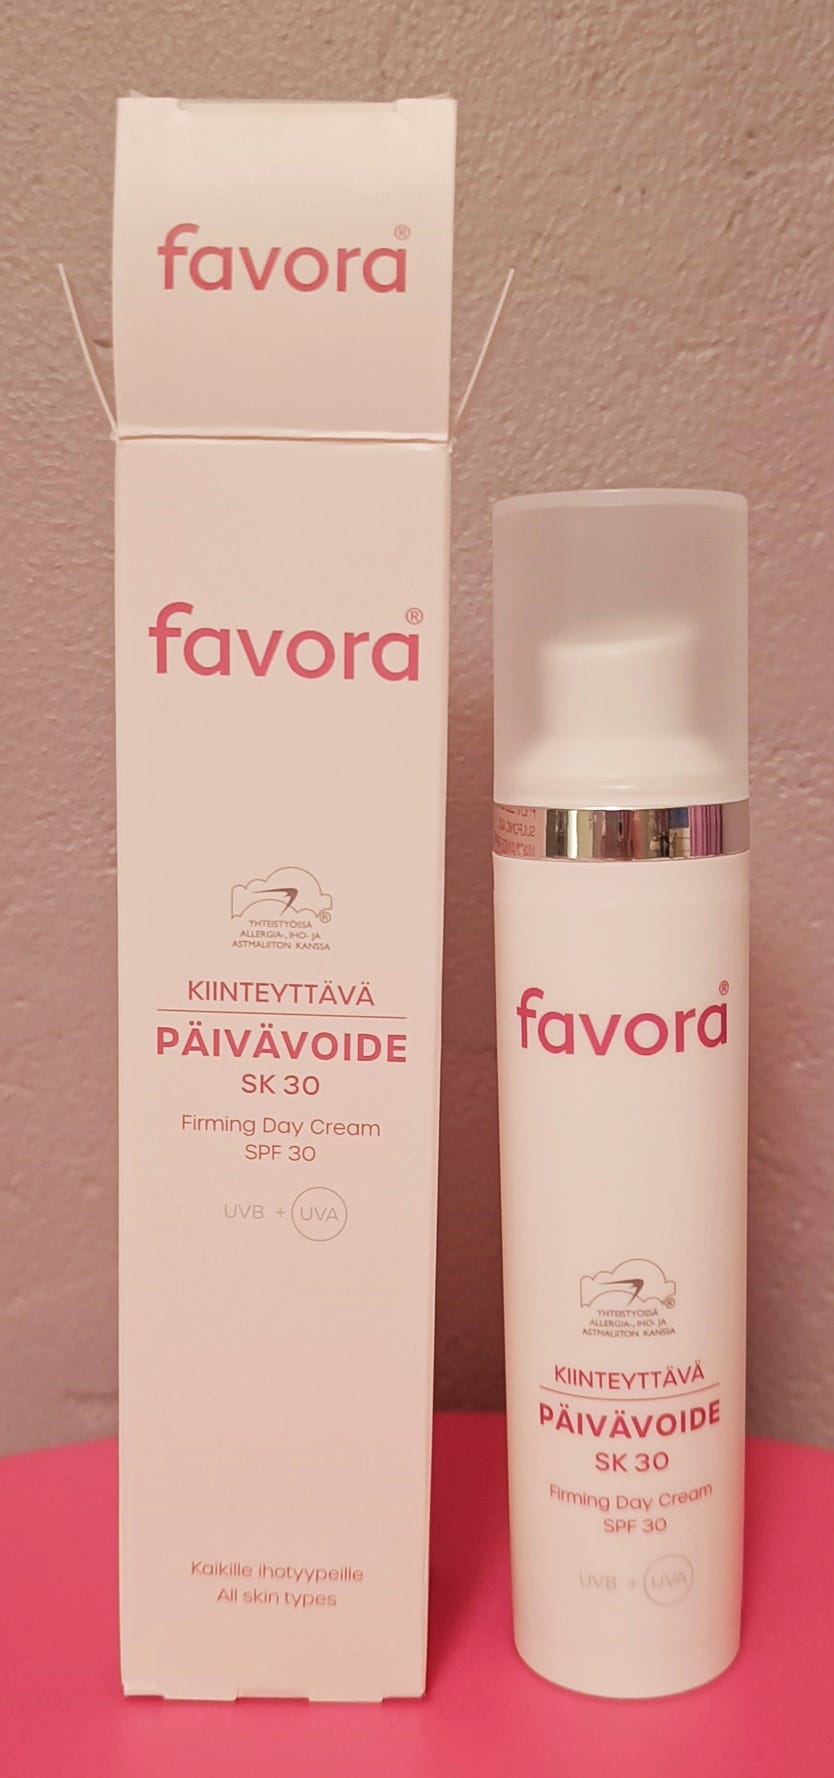 favora®
favora®
YHTEISTYÖSSÄ
ALLERGIA-, IHO- JA
ASTMALIITON KANSSA
KIINTEYTTÄVÄ
PÄIVÄVOIDE
SK 30
Firming Day Cream
SPF 30
UVB + UVA
Kaikille ihotyypeille
All skin types
favora®
YHTEISTYÖSSÄ
ALLERGIA-, IHO- JA
ASTMALIITON KANSSA
KIINTEYTTÄVÄ
PÄIVÄVOIDE
SK 30
Firming Day Cream
SPF 30
UVB + UVA